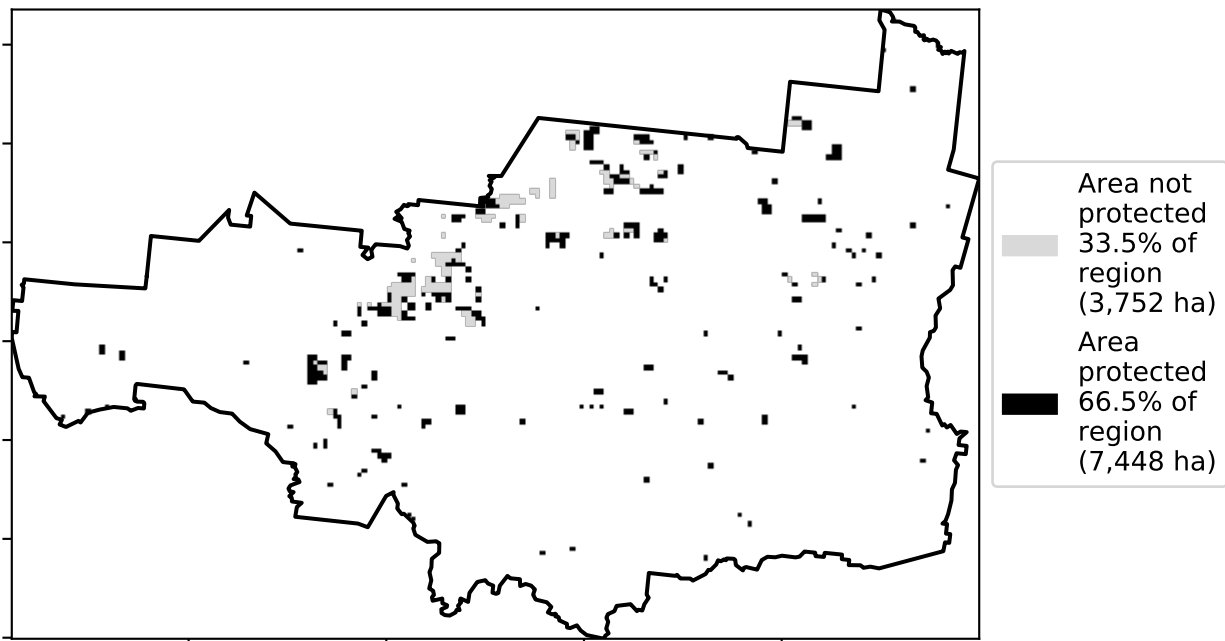 Area not
protected
33.5% of
region
(3,752 ha)
Area
protected
66.5% of
region
(7,448 ha)